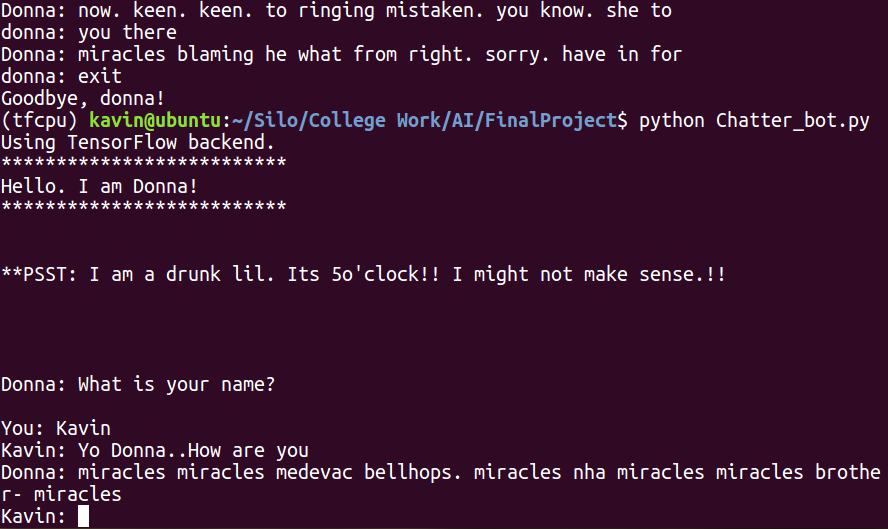 Donna: now. keen. keen. to ringing mistaken. you know. she to
donna: you there
Donna: miracles blaming he what from right. sorry. have in for
donna: exit
Goodbye, donna!
(tfcpu) kavin@ubuntu:~/Silo/College Work/AI/FinalProject$ python Chatter_bot.py
Using TensorFlow backend.
**************************
Hello. I am Donna!
**************************
**PSST: I am a drunk lil. Its 5o'clock!! I might not make sense.!!
Donna: What is your name?
You: Kavin
Kavin: Yo Donna..How are you
Donna: miracles miracles medevac bellhops. miracles nha miracles miracles brothe
r- miracles
Kavin: